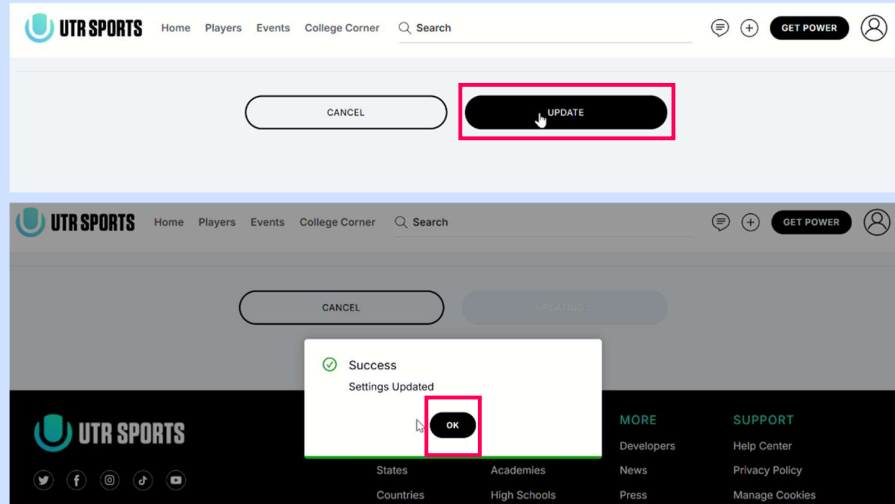 UTR SPORTS Home Players Events College Corner Search GET POWER
CANCEL UPDATE
UTR SPORTS Home Players Events College Corner Search GET POWER
CANCEL UPDATING...
Success
Settings Updated
OK
UTR SPORTS MORE SUPPORT
Developers Help Center
States Academies News Privacy Policy
Countries High Schools Press Manage Cookies